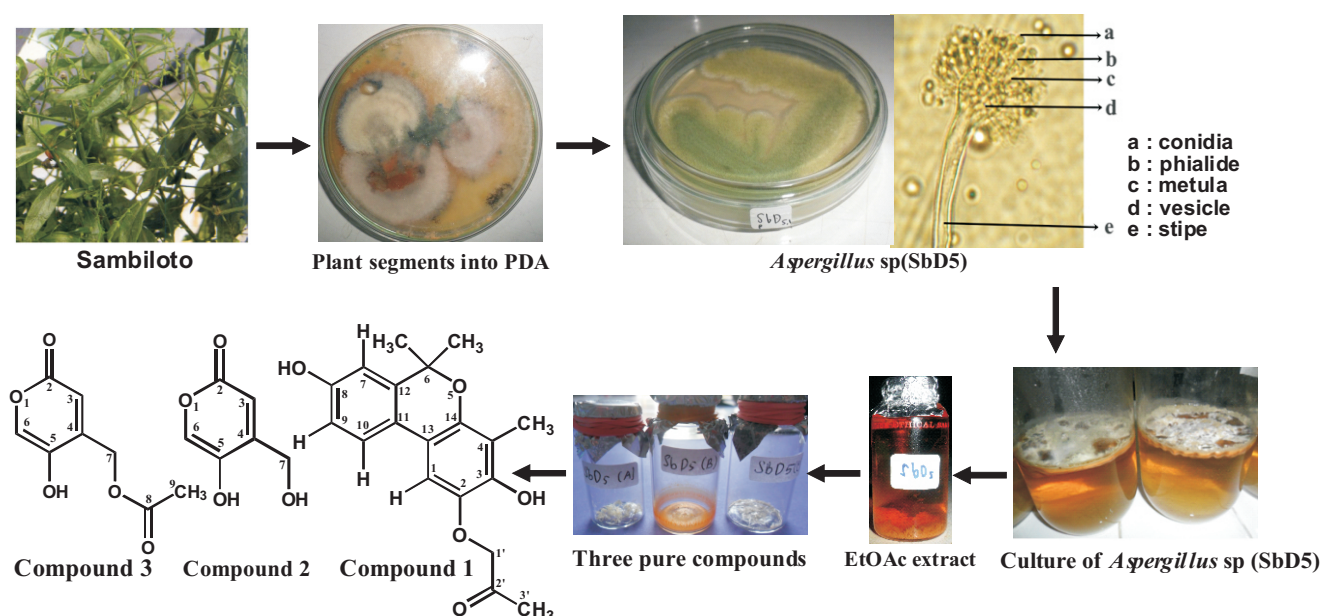 Sambiloto
Plant segments into PDA
SbD5
Aspergillus sp(SbD5)
a
b
c
d
e
a : conidia
b : phialide
c : metula
d : vesicle
e : stipe
O
O
1
2
3
4
5
6
7
OH
O
8
9
CH3
O
Compound 3
O
O
1
2
3
4
5
6
7
OH
OH
Compound 2
H
H3C
CH3
HO
7
6
8
12
O
5
9
11
14
CH3
H
10
13
4
H
1
3
H
2
OH
O
1'
2'
O
3'
CH3
Compound 1
SbD5 (A)
SbD5 (B)
SbD5
Three pure compounds
SbD5
EtOAc extract
Culture of Aspergillus sp (SbD5)